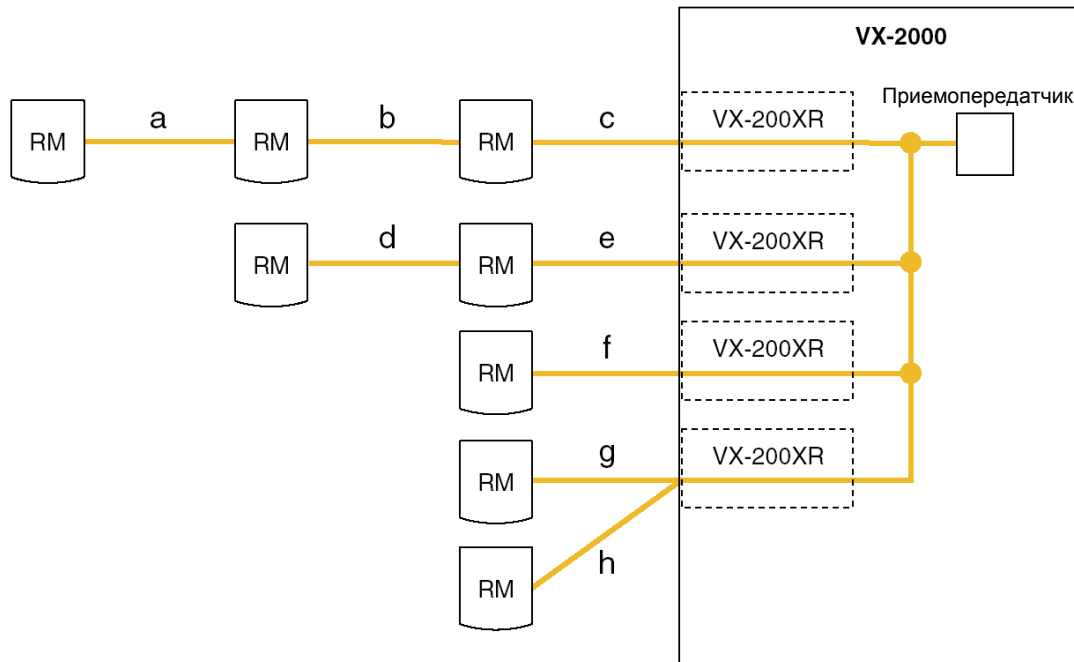 VX-2000
Приемопередатчик
RM a RM b RM c VX-200XR
RM d RM e VX-200XR
RM f VX-200XR
RM g VX-200XR
RM h